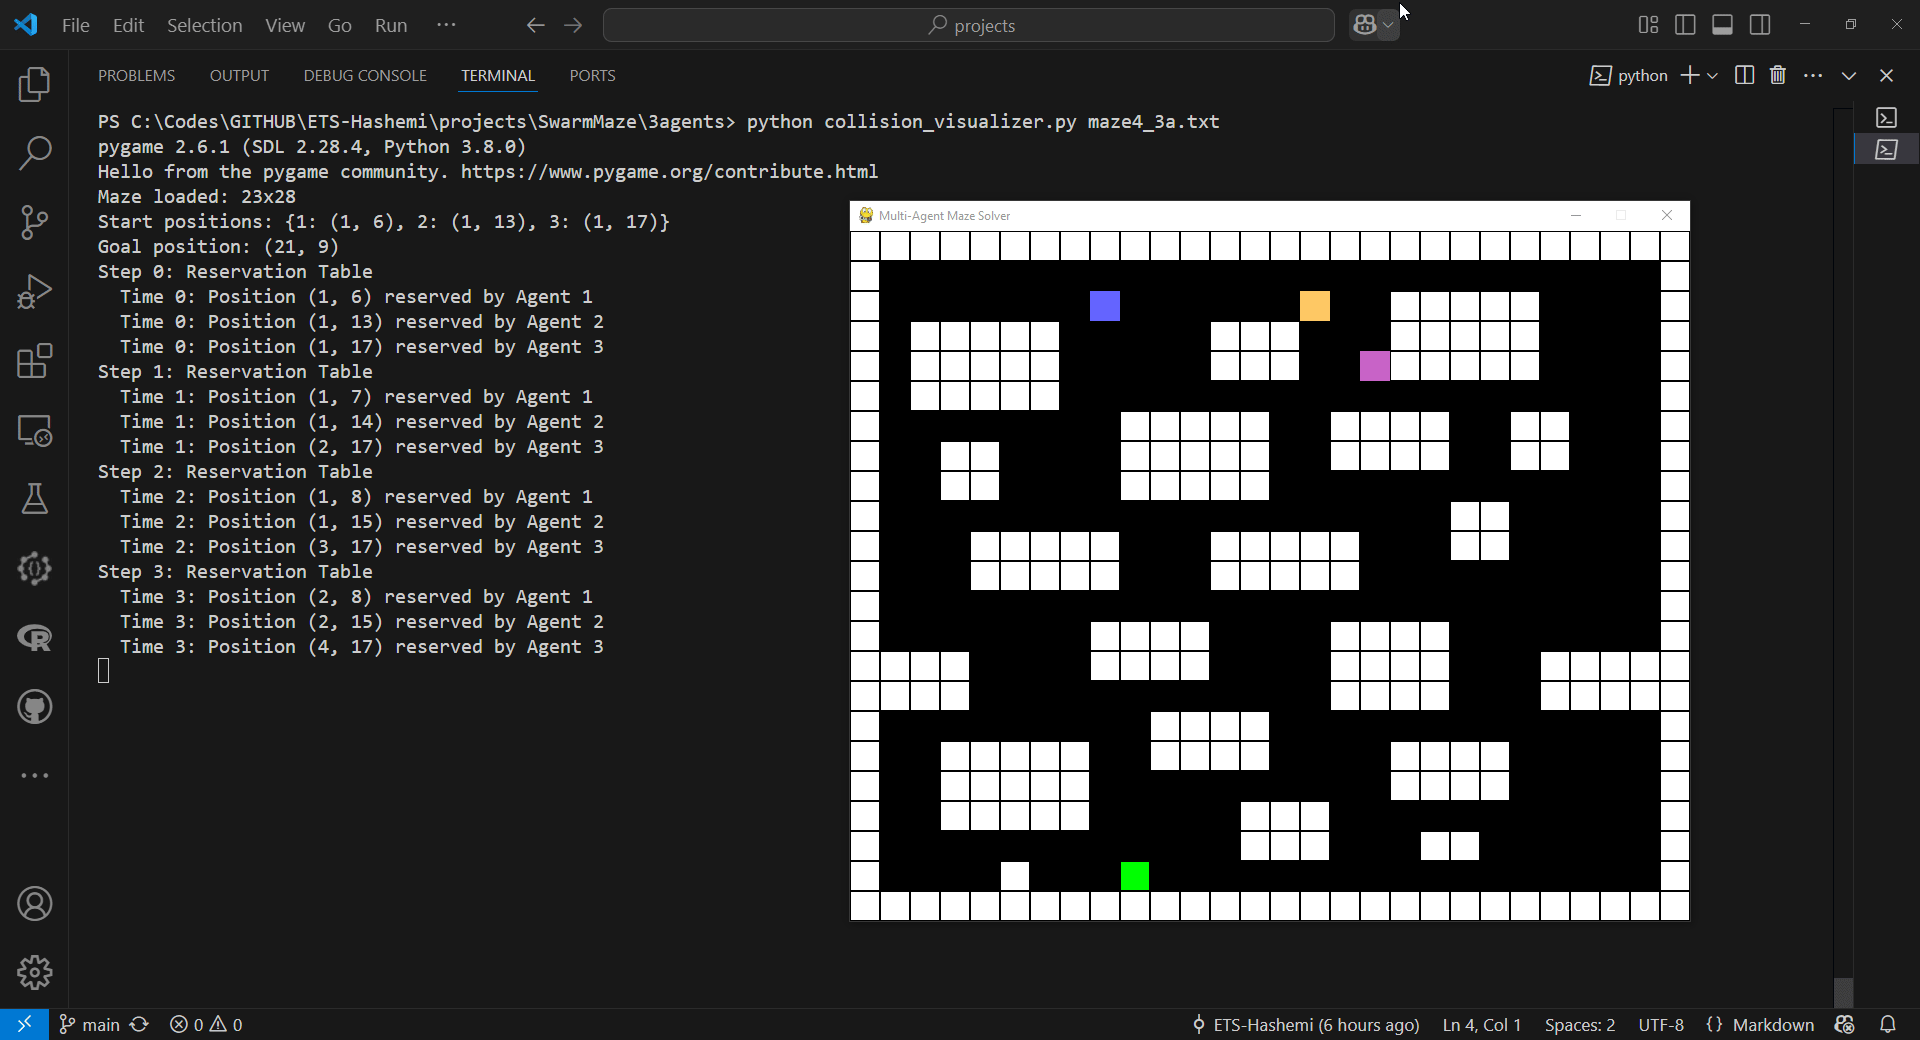 File Edit Selection View Go Run ···
projects
PROBLEMS OUTPUT DEBUG CONSOLE TERMINAL PORTS
python
PS C:\Codes\GITHUB\ETS-Hashemi\projects\SwarmMaze\3agents> python collision_visualizer.py maze4_3a.txt
pygame 2.6.1 (SDL 2.28.4, Python 3.8.0)
Hello from the pygame community. https://www.pygame.org/contribute.html
Maze loaded: 23x28
Start positions: {1: (1, 6), 2: (1, 13), 3: (1, 17)}
Goal position: (21, 9)
Step 0: Reservation Table
Time 0: Position (1, 6) reserved by Agent 1
Time 0: Position (1, 13) reserved by Agent 2
Time 0: Position (1, 17) reserved by Agent 3
Step 1: Reservation Table
Time 1: Position (1, 7) reserved by Agent 1
Time 1: Position (1, 14) reserved by Agent 2
Time 1: Position (2, 17) reserved by Agent 3
Step 2: Reservation Table
Time 2: Position (1, 8) reserved by Agent 1
Time 2: Position (1, 15) reserved by Agent 2
Time 2: Position (3, 17) reserved by Agent 3
Step 3: Reservation Table
Time 3: Position (2, 8) reserved by Agent 1
Time 3: Position (2, 15) reserved by Agent 2
Time 3: Position (4, 17) reserved by Agent 3
Multi-Agent Maze Solver
main 0 0
ETS-Hashemi (6 hours ago) Ln 4, Col 1 Spaces: 2 UTF-8 {} Markdown